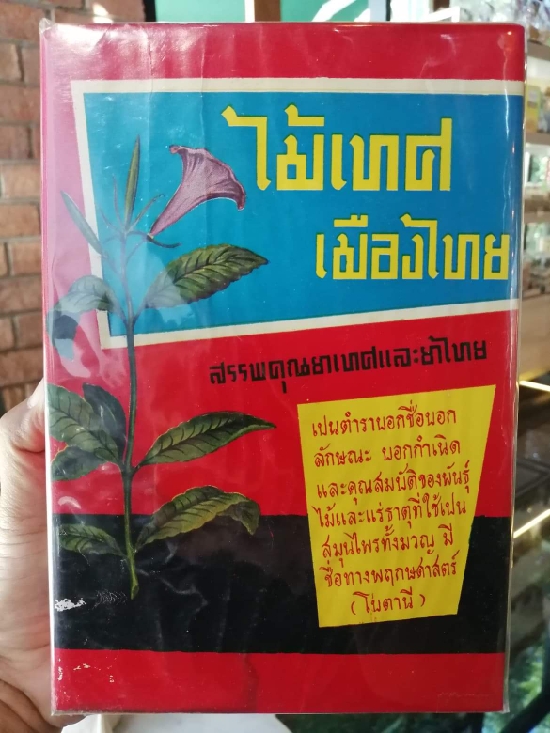 ไม้เทศ
เมืองไทย
สรรพคุณยาเทศและยาไทย
เป็นตำราบอกชื่อบอก
ลักษณะ บอกกำเนิด
และคุณสมบัติของพันธุ์
ไม้และแร่ธาตุที่ใช้เป็น
สมุนไพรทั้งมวญ มี
ชื่อทางพฤกษศาสตร์
(โบตานี)